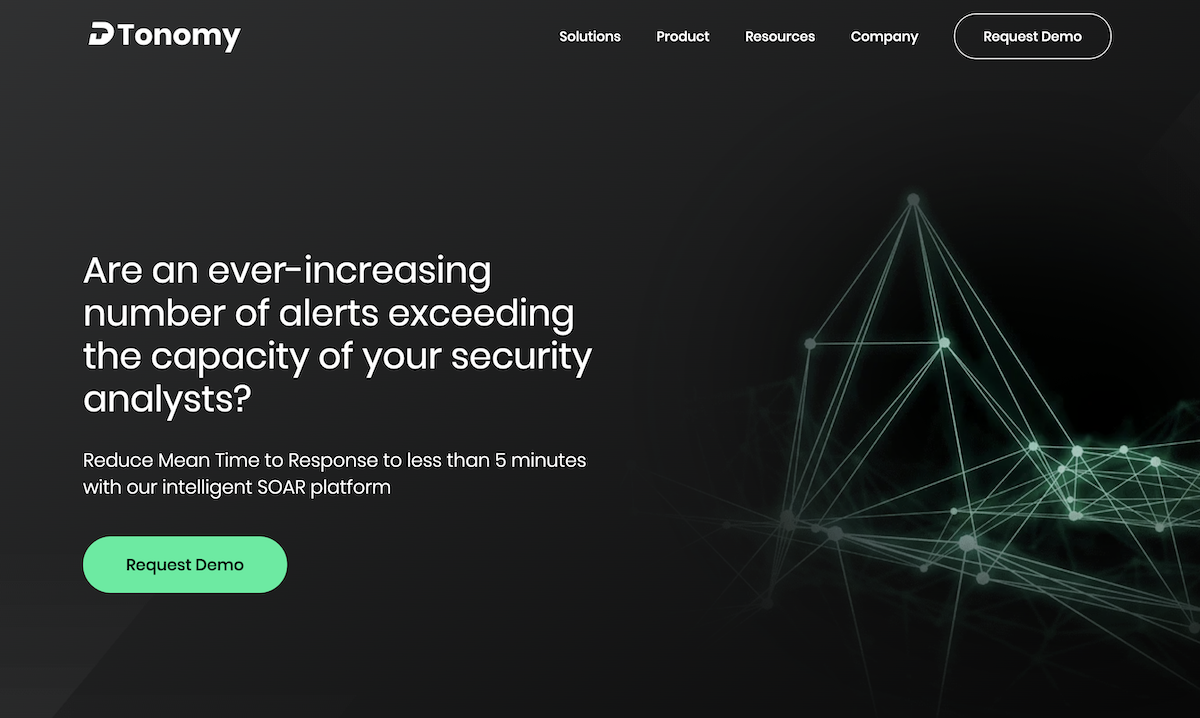 DTonomy
Solutions
Product
Resources
Company
Request Demo
Are an ever-increasing
number of alerts exceeding
the capacity of your security
analysts?
Reduce Mean Time to Response to less than 5 minutes
with our intelligent SOAR platform
Request Demo